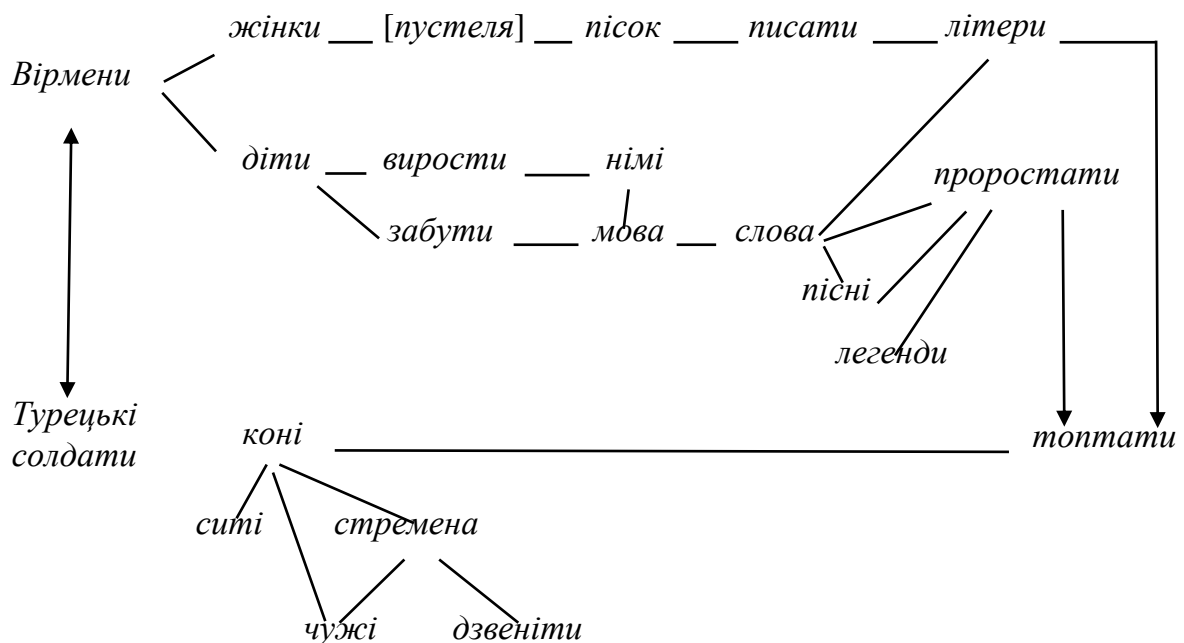 жінки [пустеля] пісок писати літери
Вірмени
діти вирости німі
проростати
забути мова слова
пісні
легенди
Турецькі
солдати
коні топтати
ситі стремена
чужі дзвеніти